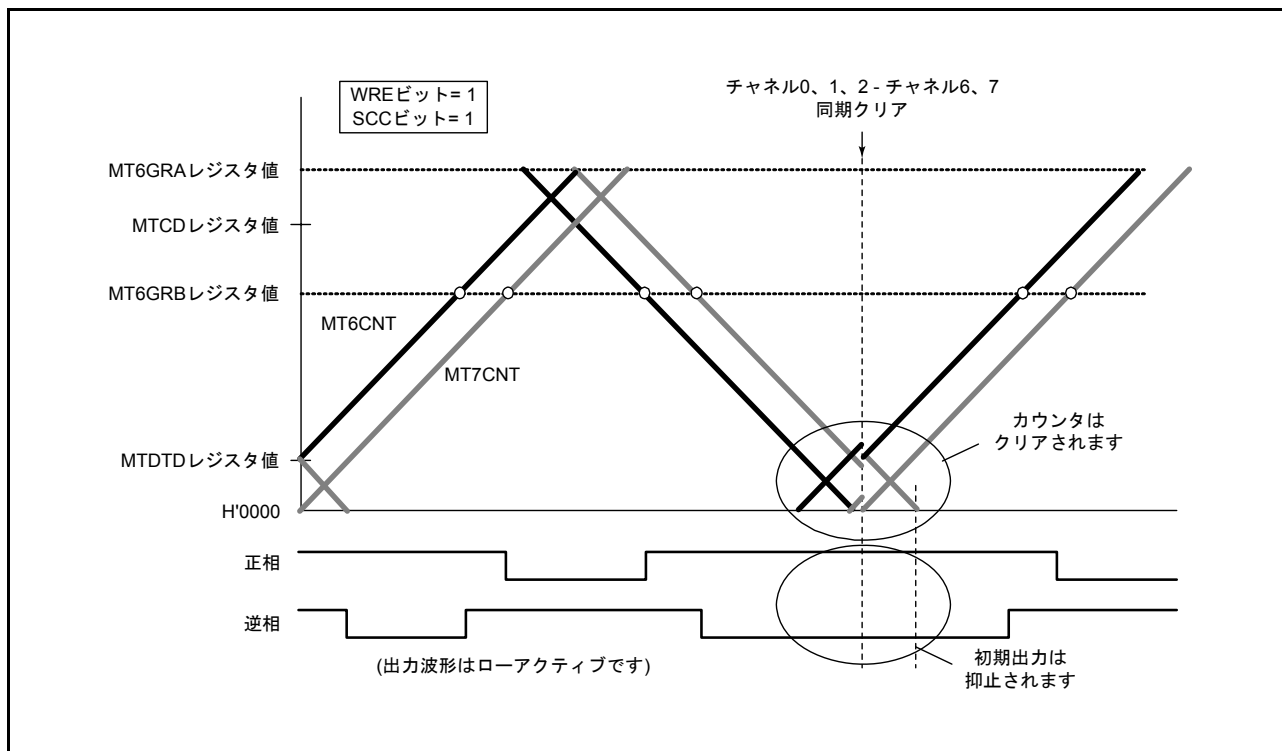 WREビット= 1
SCCビット= 1
チャネル0、1、2 - チャネル6、7
同期クリア
MT6GRAレジスタ値
MTCDレジスタ値
MT6GRBレジスタ値
MT6CNT
MT7CNT
カウンタは
クリアされます
MTDTDレジスタ値
H'0000
正相
逆相
(出力波形はローアクティブです)
初期出力は
抑止されます